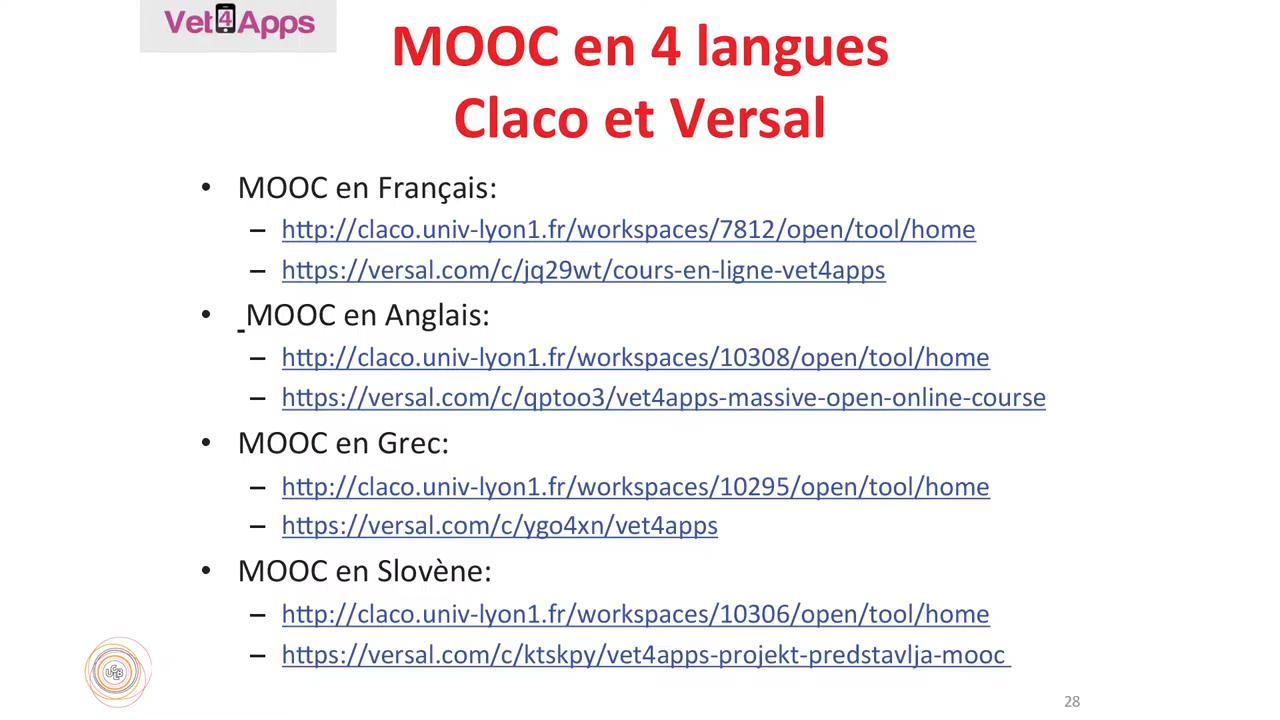 Vet4Apps
MOOC en 4 langues
Claco et Versal
• MOOC en Français:
– http://claco.univ-lyon1.fr/workspaces/7812/open/tool/home
– https://versal.com/c/jq29wt/cours-en-ligne-vet4apps
• MOOC en Anglais:
– http://claco.univ-lyon1.fr/workspaces/10308/open/tool/home
– https://versal.com/c/qptoo3/vet4apps-massive-open-online-course
• MOOC en Grec:
– http://claco.univ-lyon1.fr/workspaces/10295/open/tool/home
– https://versal.com/c/ygo4xn/vet4apps
• MOOC en Slovène:
– http://claco.univ-lyon1.fr/workspaces/10306/open/tool/home
– https://versal.com/c/ktskpy/vet4apps-projekt-predstavlja-mooc
28